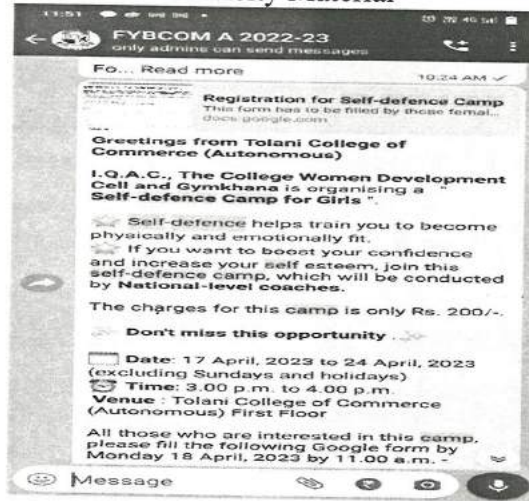 Material
11:51
FYBCOM A 2022-23
only admins can send messages
Fo... Read more
10:24 AM
Registration for Self-defence Camp
This form has to be filled by those femal...
docs.google.com
Greetings from Tolani College of
Commerce (Autonomous)
I.Q.A.C., The College Women Development
Cell and Gymkhana is organising a "
Self-defence Camp for Girls ".
Self-defence helps train you to become
physically and emotionally fit.
If you want to boost your confidence
and increase your self esteem, join this
self-defence camp, which will be conducted
by National-level coaches.
The charges for this camp is only Rs. 200/-.
Don't miss this opportunity .
Date: 17 April, 2023 to 24 April, 2023
(excluding Sundays and holidays)
Time: 3.00 p.m. to 4.00 p.m.
Venue : Tolani College of Commerce
(Autonomous) First Floor
All those who are interested in this camp,
please fill the following Google form by
Monday 18 April, 2023 by 11.00 a.m. -
Message